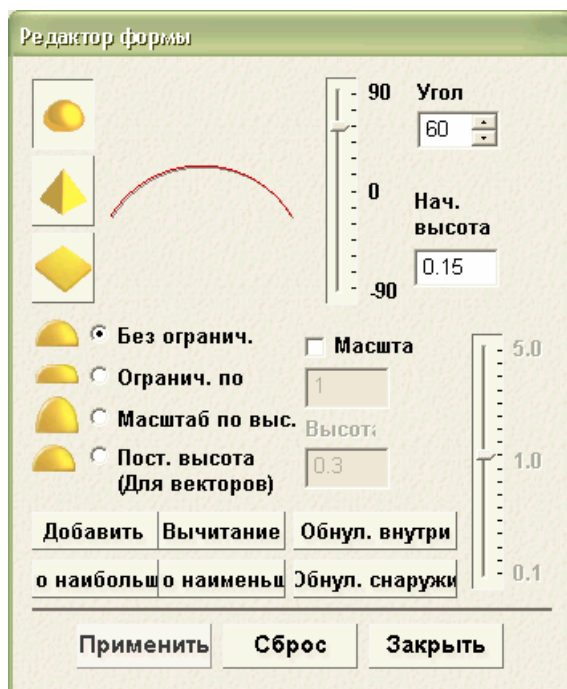 Редактор формы
90
Угол
60
0
Нач.
высота
0.15
-90
Без огранич.
Масшта
5.0
Огранич. по
1
Масштаб по выс.
Высота
1.0
Пост. высота
(Для векторов)
0.3
Добавить
Вычитание
Обнул. внутри
о наибольш
о наименьш
Обнул. снаружи
0.1
Применить
Сброс
Закрыть